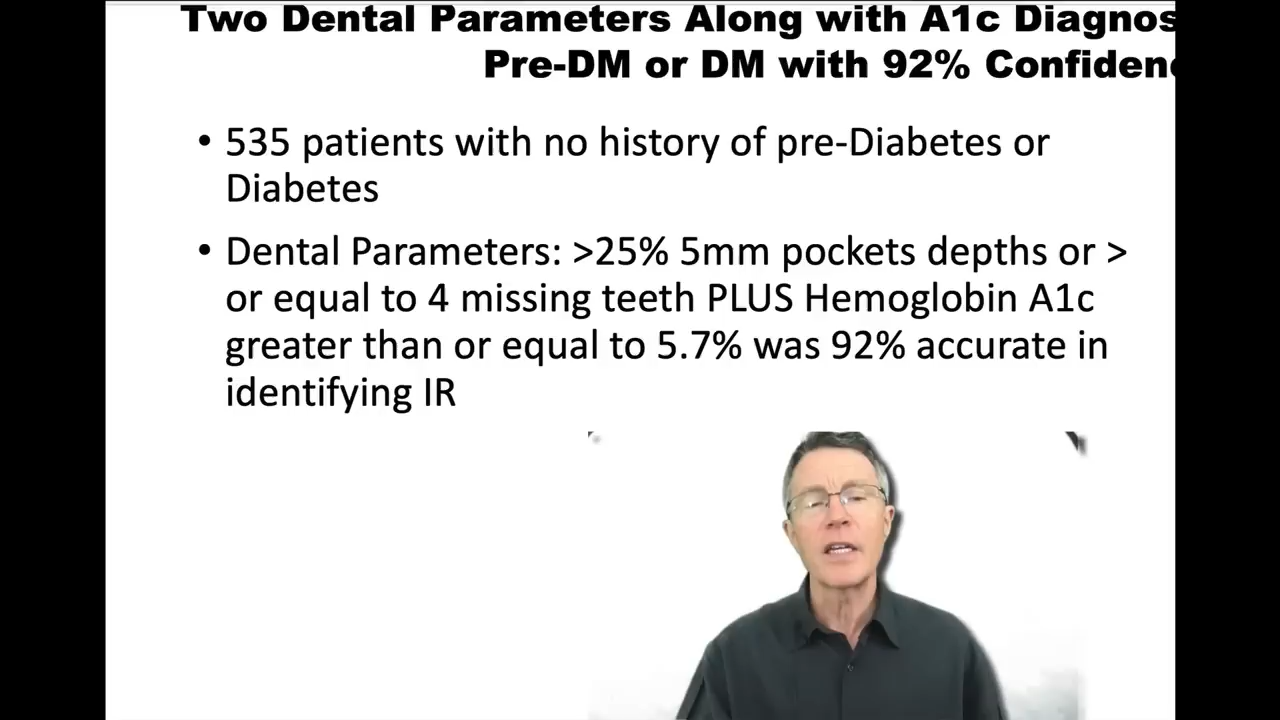 Two Dental Parameters Along with A1c Diagnos
Pre-DM or DM with 92% Confiden
• 535 patients with no history of pre-Diabetes or
Diabetes
• Dental Parameters: >25% 5mm pockets depths or >
or equal to 4 missing teeth PLUS Hemoglobin A1c
greater than or equal to 5.7% was 92% accurate in
identifying IR